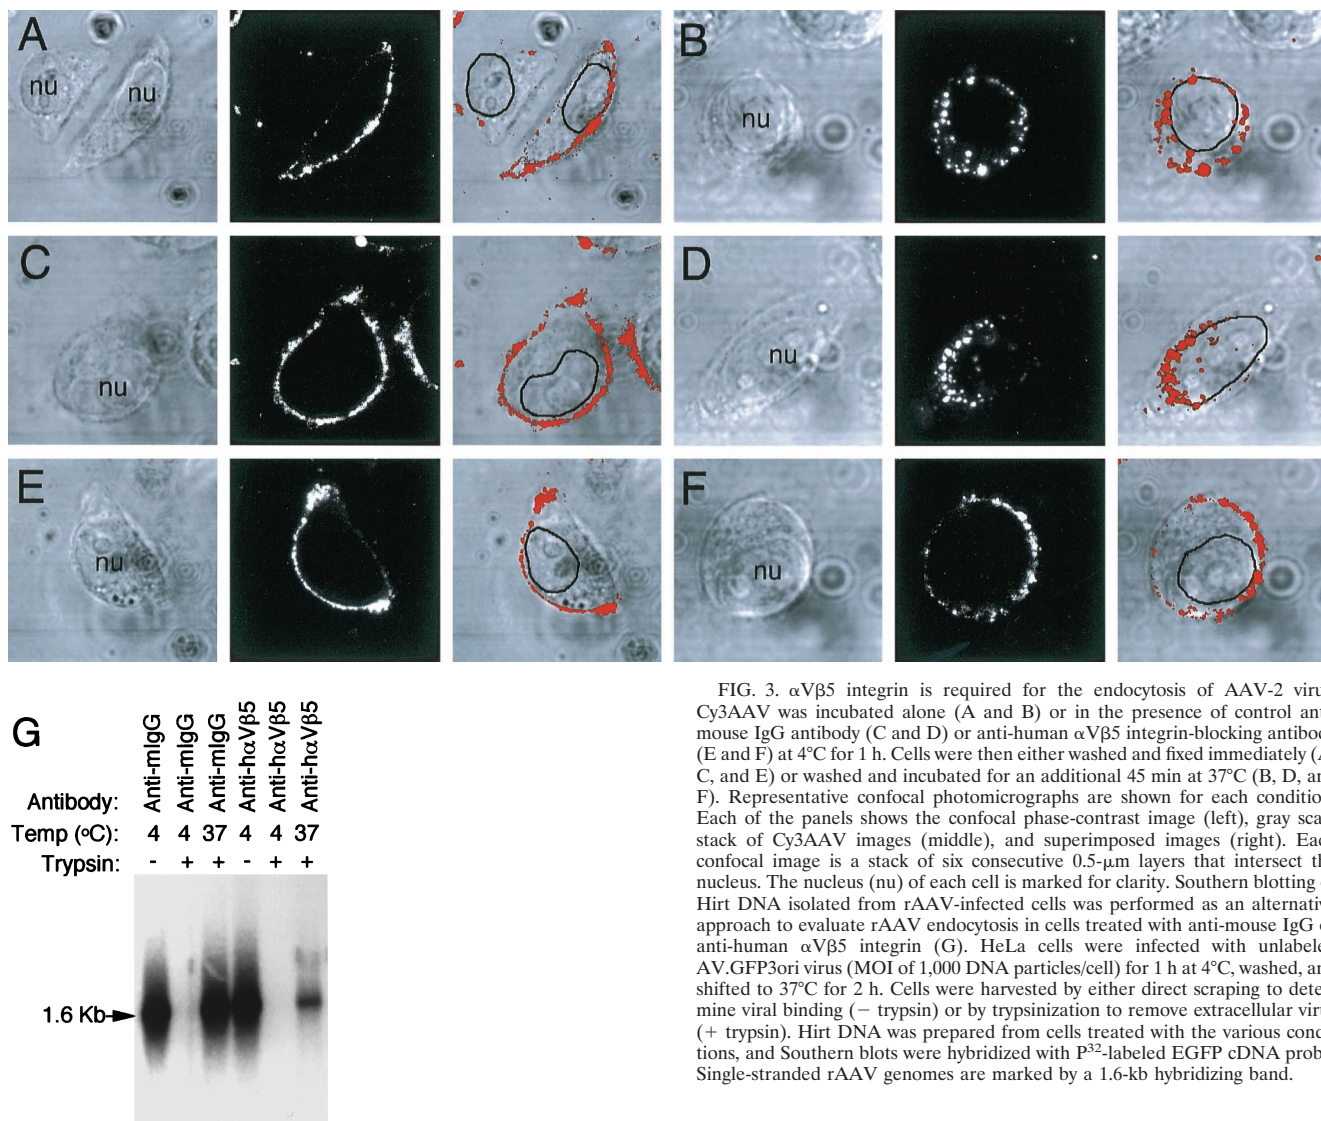 A
nu
nu
B
nu
C
nu
D
nu
E
nu
F
nu
G
Antibody: Anti-mIgG Anti-mIgG Anti-mIgG Anti-hαVβ5 Anti-hαVβ5 Anti-hαVβ5
Temp (ºC): 4 4 37 4 4 37
Trypsin: - + + - + +
1.6 Kb
FIG. 3. αVβ5 integrin is required for the endocytosis of AAV-2 viru
Cy3AAV was incubated alone (A and B) or in the presence of control ant
mouse IgG antibody (C and D) or anti-human αVβ5 integrin-blocking antibod
(E and F) at 4°C for 1 h. Cells were then either washed and fixed immediately (A
C, and E) or washed and incubated for an additional 45 min at 37°C (B, D, an
F). Representative confocal photomicrographs are shown for each condition
Each of the panels shows the confocal phase-contrast image (left), gray sca
stack of Cy3AAV images (middle), and superimposed images (right). Eac
confocal image is a stack of six consecutive 0.5-μm layers that intersect th
nucleus. The nucleus (nu) of each cell is marked for clarity. Southern blotting
Hirt DNA isolated from rAAV-infected cells was performed as an alternativ
approach to evaluate rAAV endocytosis in cells treated with anti-mouse IgG
anti-human αVβ5 integrin (G). HeLa cells were infected with unlabele
AV.GFP3ori virus (MOI of 1,000 DNA particles/cell) for 1 h at 4°C, washed, an
shifted to 37°C for 2 h. Cells were harvested by either direct scraping to dete
mine viral binding (− trypsin) or by trypsinization to remove extracellular viru
(+ trypsin). Hirt DNA was prepared from cells treated with the various cond
tions, and Southern blots were hybridized with P32-labeled EGFP cDNA prob
Single-stranded rAAV genomes are marked by a 1.6-kb hybridizing band.